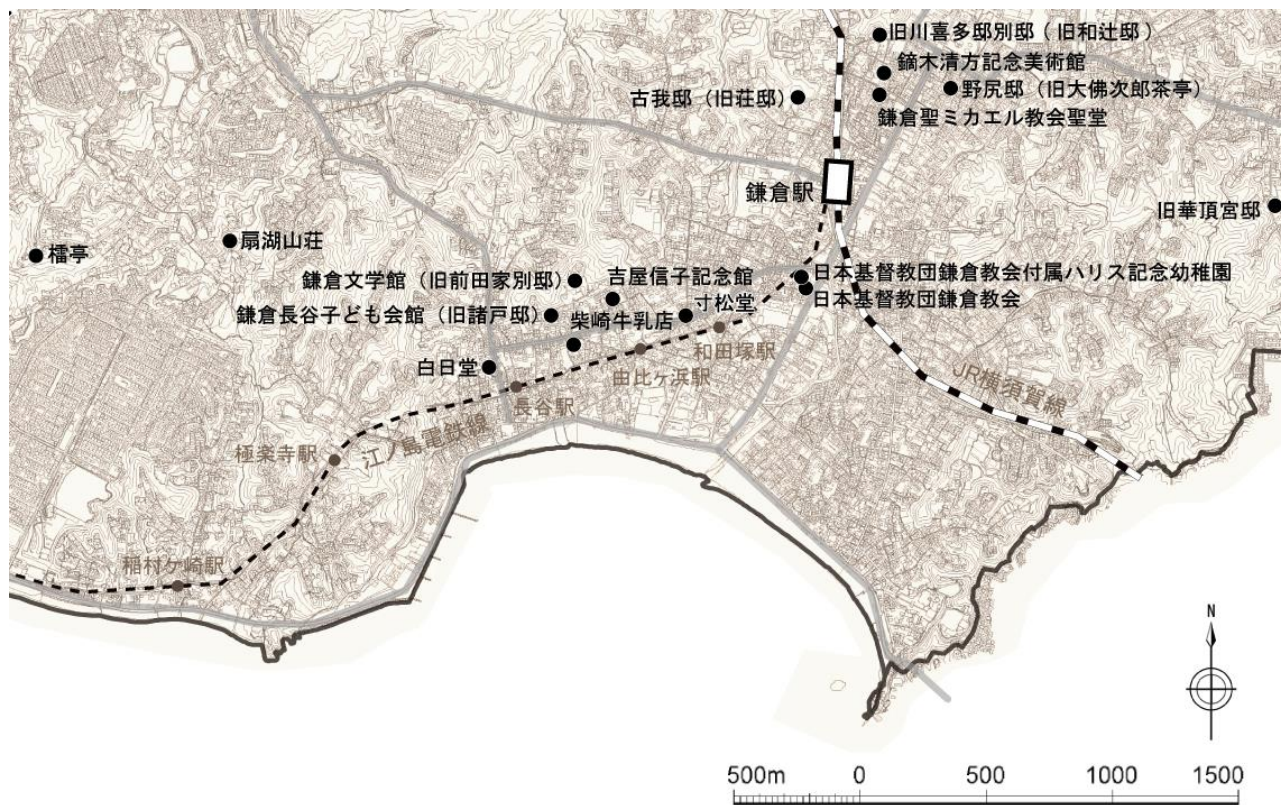 旧川喜多邸別邸(旧和辻邸)
鏑木清方記念美術館
古我邸(旧荘邸)
野尻邸(旧大佛次郎茶亭)
鎌倉聖ミカエル教会聖堂
鎌倉駅
旧華頂宮邸
扇湖山荘
檑亭
鎌倉文学館(旧前田家別邸)
吉屋信子記念館
日本基督教団鎌倉教会付属ハリス記念幼稚園
日本基督教団鎌倉教会
鎌倉長谷子ども会館(旧諸戸邸)
柴崎牛乳店
寸松堂
和田塚駅
白日堂
由比ヶ浜駅
JR横須賀線
長谷駅
江ノ島電鉄線
極楽寺駅
稲村ケ崎駅
N
500m 0 500 1000 1500